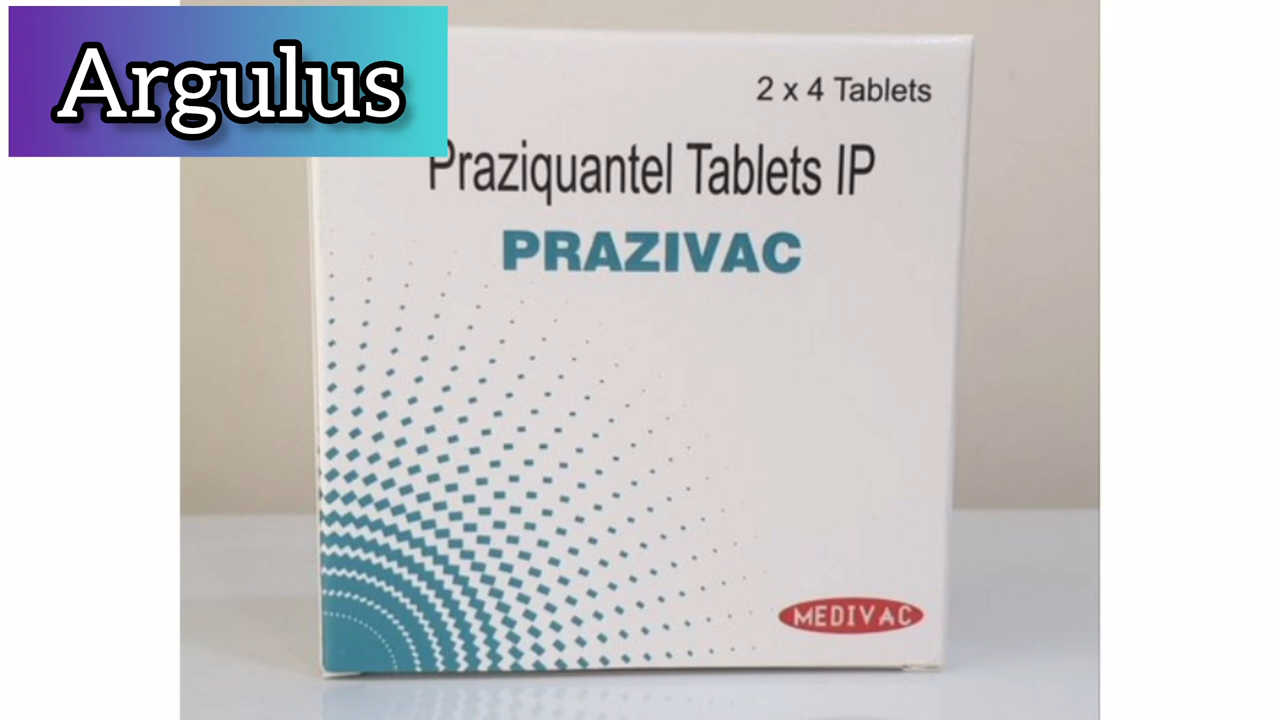 Argulus
2 x 4 Tablets
Praziquantel Tablets IP
PRAZIVAC
MEDIVAC